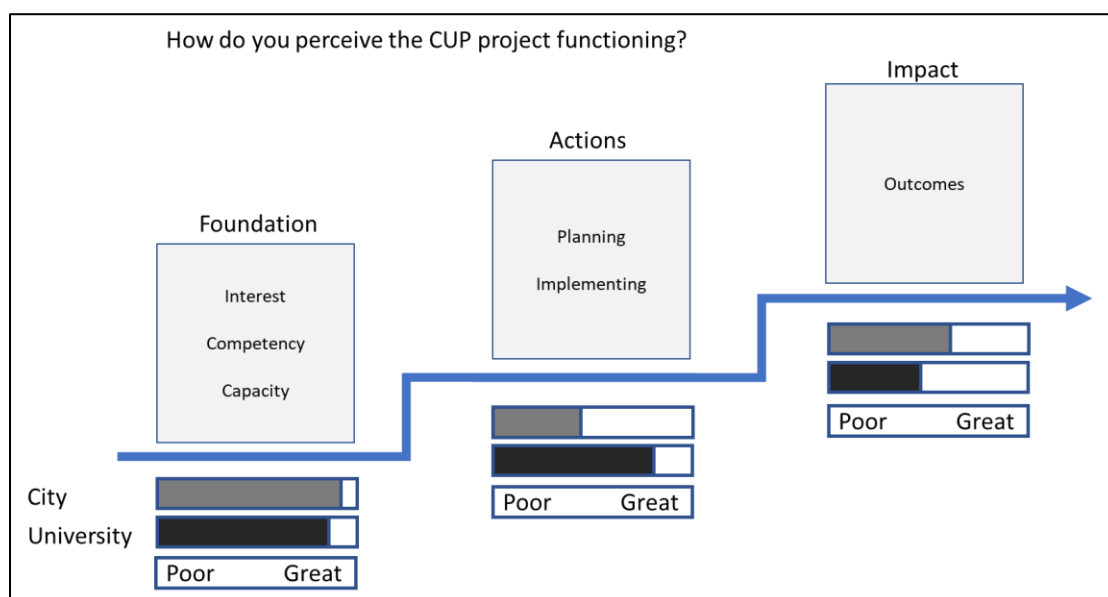 How do you perceive the CUP project functioning?
Impact
Outcomes
Actions
Planning
Implementing
Foundation
Interest
Competency
Capacity
Poor Great
Poor Great
City
University
Poor Great